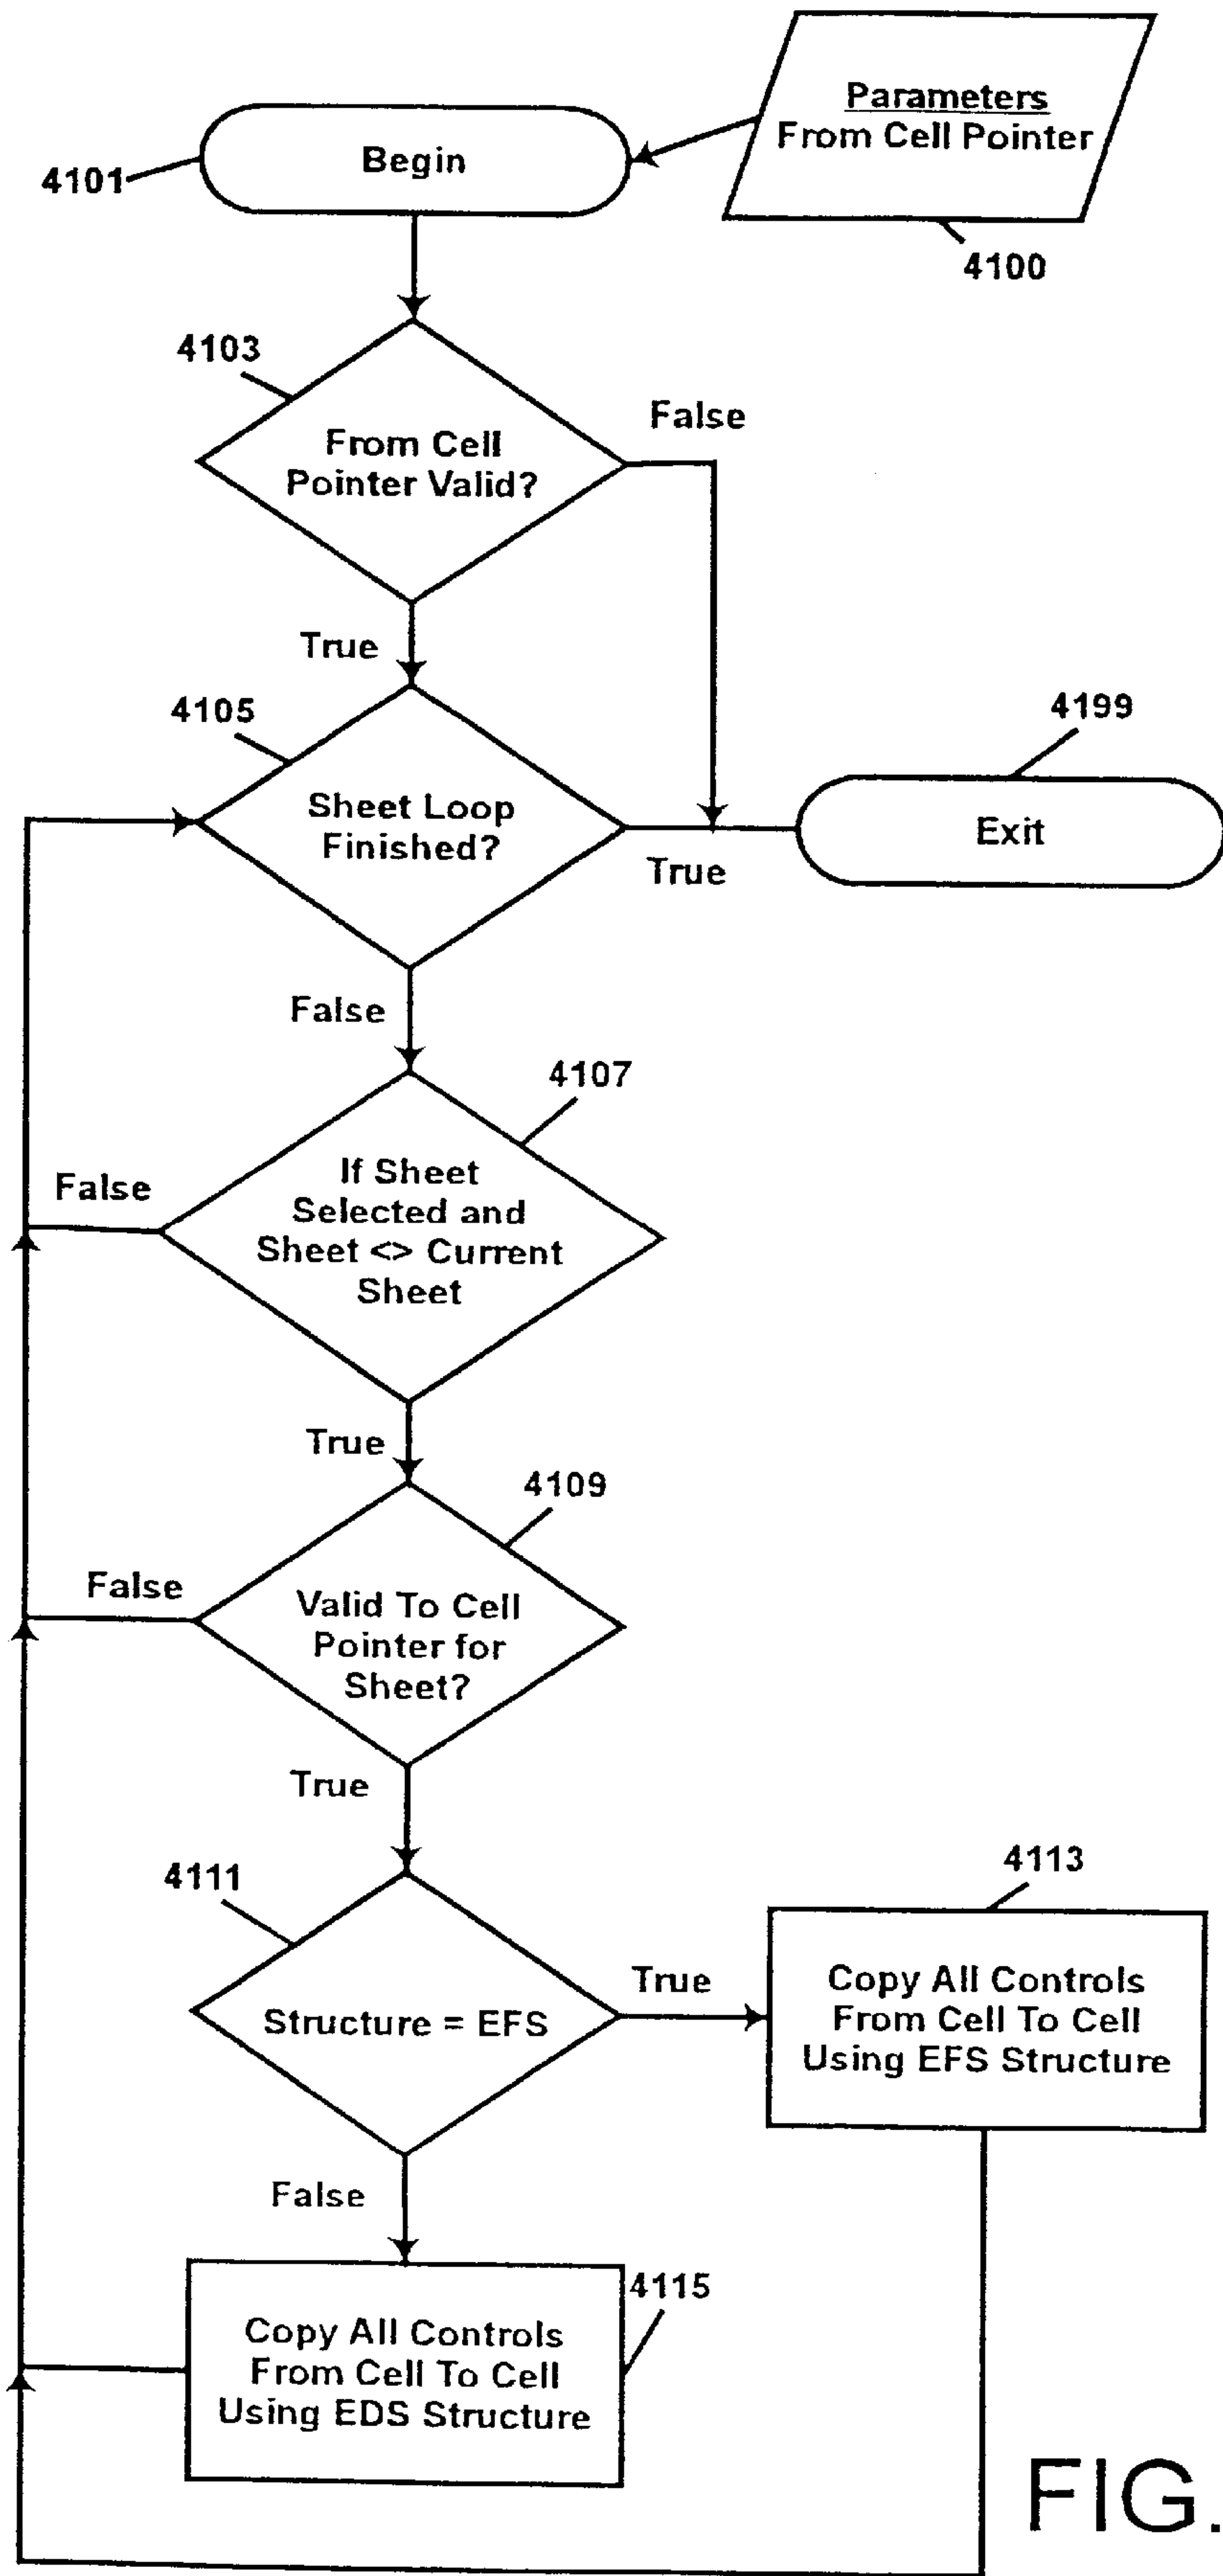 Parameters
From Cell Pointer
Begin
4101
4100
4103
False
From Cell
Pointer Valid?
True
4105
4199
Sheet Loop
Finished?
Exit
True
False
4107
If Sheet
Selected and
Sheet <> Current
Sheet
False
True
4109
False
Valid To Cell
Pointer for
Sheet?
True
4111
4113
Structure = EFS
True
Copy All Controls
From Cell To Cell
Using EFS Structure
False
4115
Copy All Controls
From Cell To Cell
Using EDS Structure
FIG.